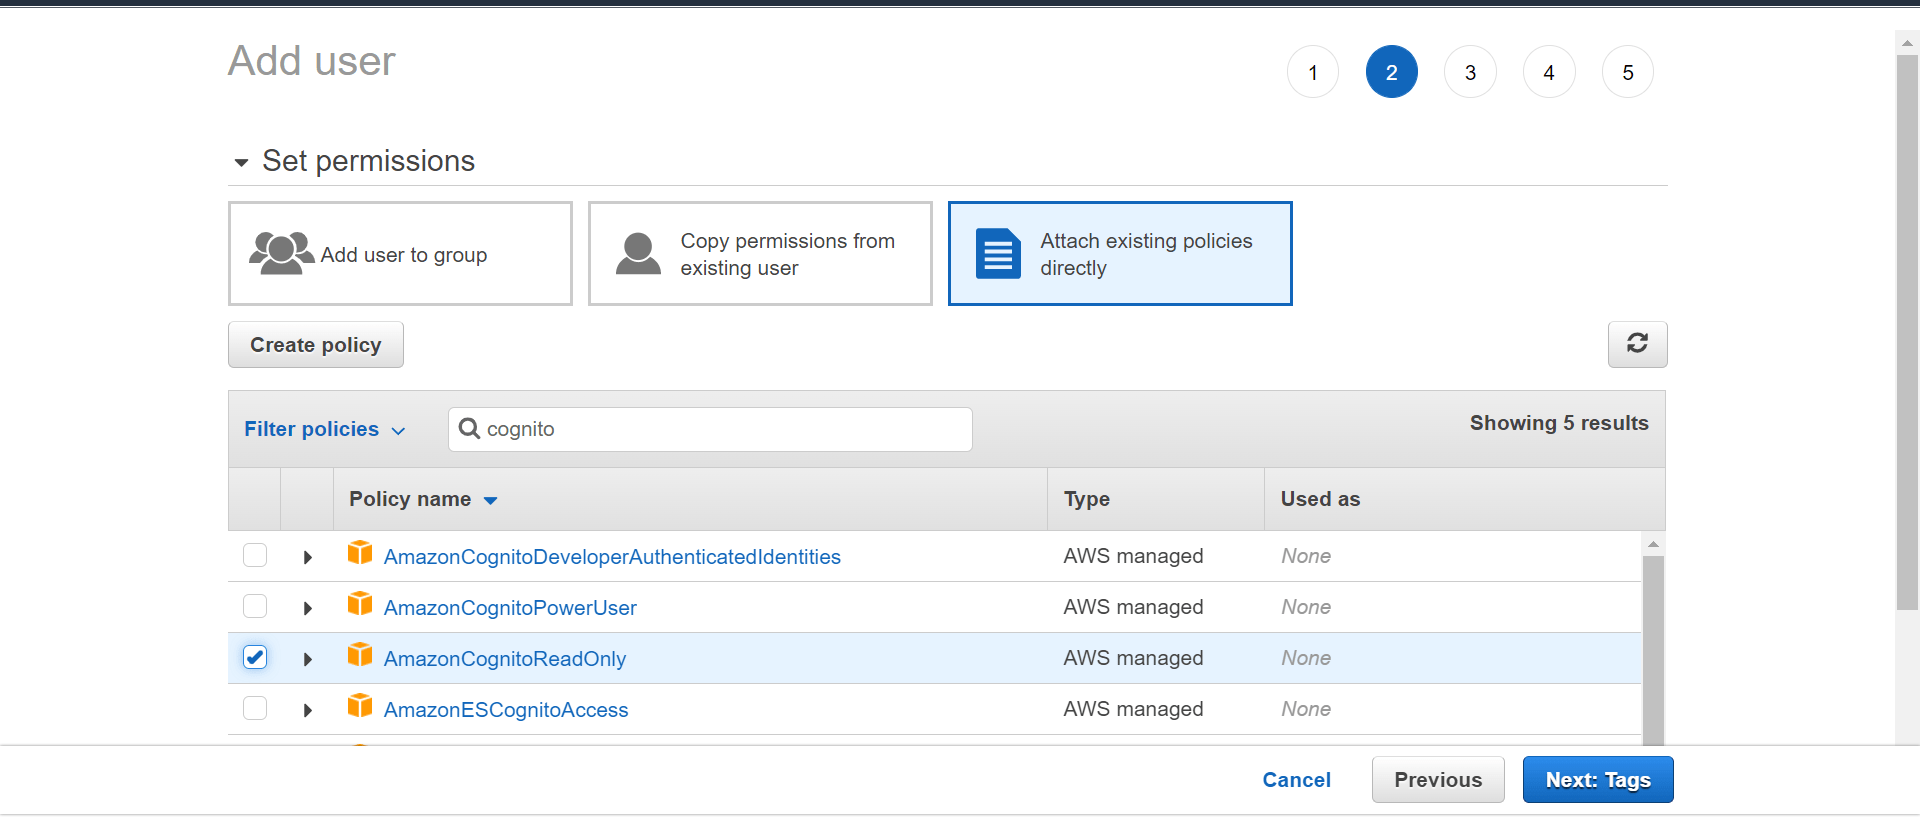 Add user
1 2 3 4 5
Set permissions
Add user to group
Copy permissions from
existing user
Attach existing policies
directly
Create policy
Filter policies
cognito
Showing 5 results
Policy name Type Used as
AmazonCognitoDeveloperAuthenticatedIdentities AWS managed None
AmazonCognitoPowerUser AWS managed None
AmazonCognitoReadOnly AWS managed None
AmazonESCognitoAccess AWS managed None
Cancel Previous Next: Tags